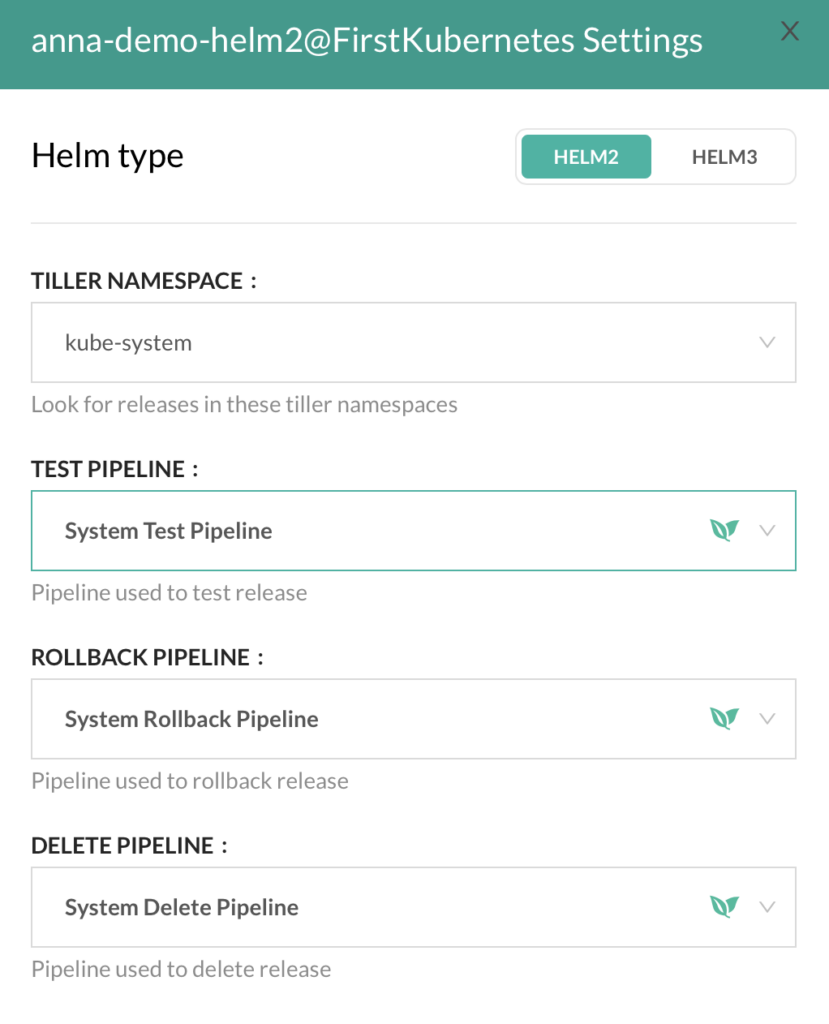 anna-demo-helm2@FirstKubernetes Settings
Helm type
HELM2 HELM3
TILLER NAMESPACE :
kube-system
Look for releases in these tiller namespaces
TEST PIPELINE :
System Test Pipeline
Pipeline used to test release
ROLLBACK PIPELINE :
System Rollback Pipeline
Pipeline used to rollback release
DELETE PIPELINE :
System Delete Pipeline
Pipeline used to delete release